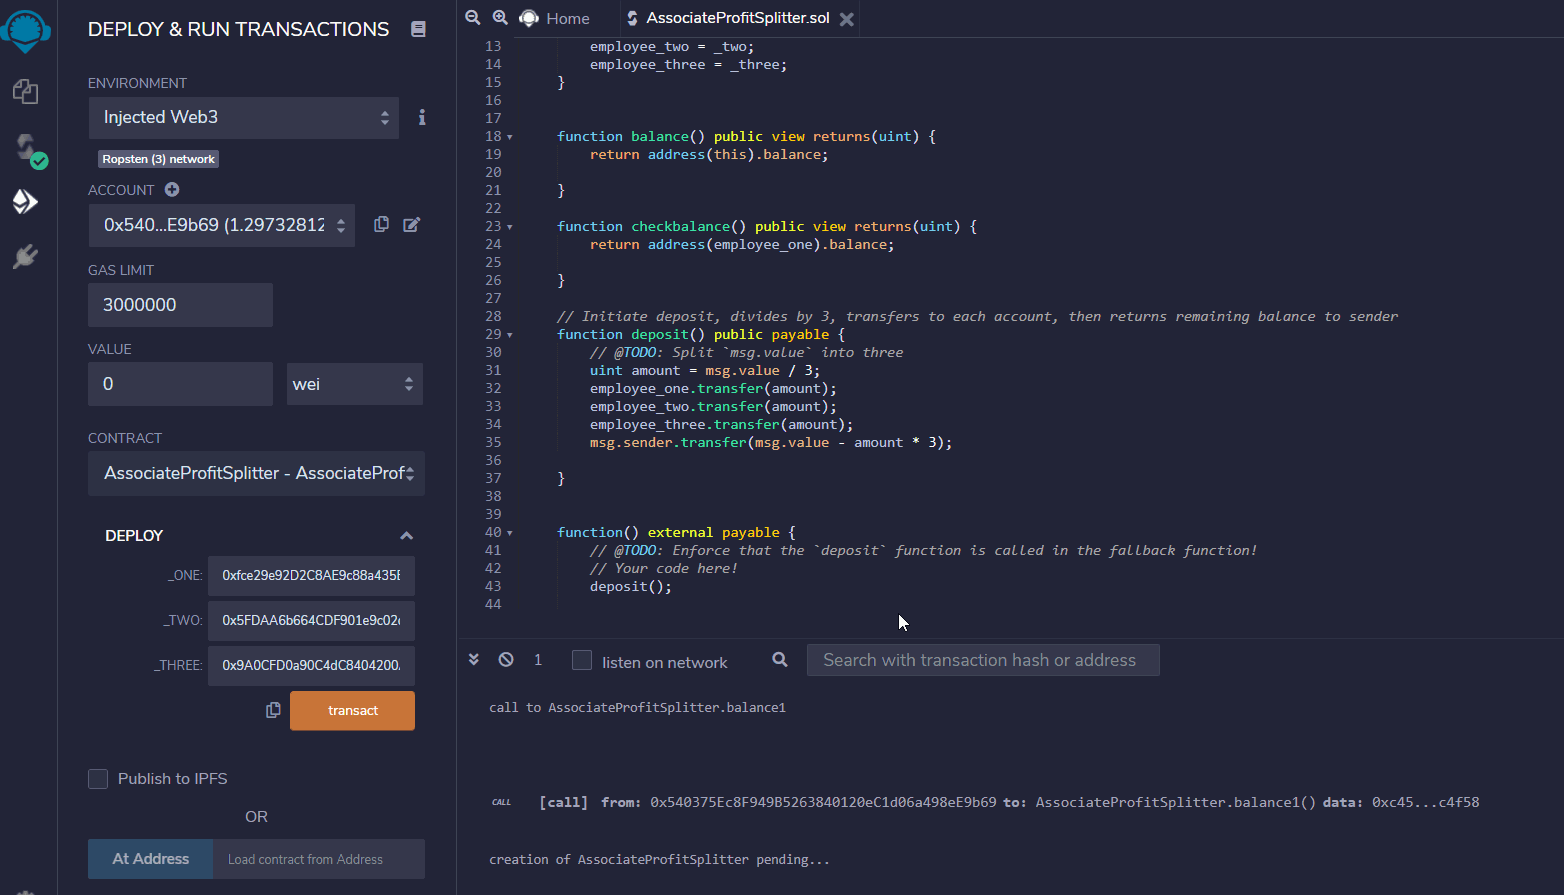 DEPLOY & RUN TRANSACTIONS
ENVIRONMENT
Injected Web3
Ropsten (3) network
ACCOUNT
0x540...E9b69 (1.29732812
GAS LIMIT
3000000
VALUE
0
wei
CONTRACT
AssociateProfitSplitter - AssociateProf
DEPLOY
_ONE:
0xfce29e92D2C8AE9c88a435E
_TWO:
0x5FDAA6b664CDF901e9c02
_THREE:
0x9A0CFD0a90C4dC8404200
transact
Publish to IPFS
OR
At Address
Load contract from Address
Home
AssociateProfitSplitter.sol
13 employee_two = _two;
14 employee_three = _three;
15 }
16
17
18 function balance() public view returns(uint) {
19 return address(this).balance;
20
21 }
22
23 function checkbalance() public view returns(uint) {
24 return address(employee_one).balance;
25
26 }
27
28 // Initiate deposit, divides by 3, transfers to each account, then returns remaining balance to sender
29 function deposit() public payable {
30 // @TODO: Split `msg.value` into three
31 uint amount = msg.value / 3;
32 employee_one.transfer(amount);
33 employee_two.transfer(amount);
34 employee_three.transfer(amount);
35 msg.sender.transfer(msg.value - amount * 3);
36
37 }
38
39
40 function() external payable {
41 // @TODO: Enforce that the `deposit` function is called in the fallback function!
42 // Your code here!
43 deposit();
44
1
listen on network
Search with transaction hash or address
call to AssociateProfitSplitter.balance1
CALL [call] from: 0x540375Ec8F949B5263840120eC1d06a498eE9b69 to: AssociateProfitSplitter.balance1() data: 0xc45...c4f58
creation of AssociateProfitSplitter pending...